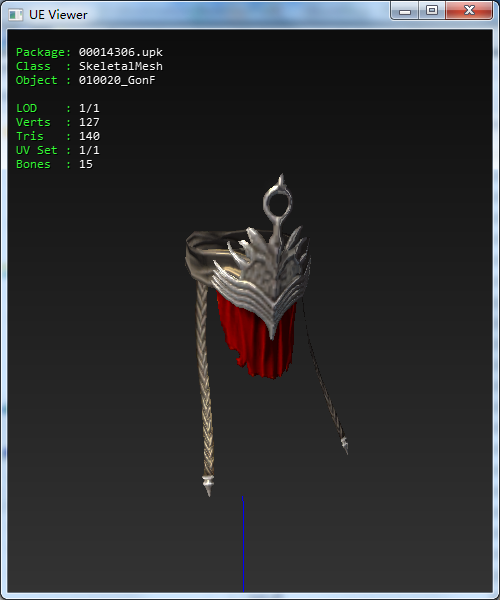 UE Viewer
Package: 00014306.upk
Class  : SkeletalMesh
Object : 010020_GonF
LOD    : 1/1
Verts  : 127
Tris   : 140
UV Set : 1/1
Bones  : 15